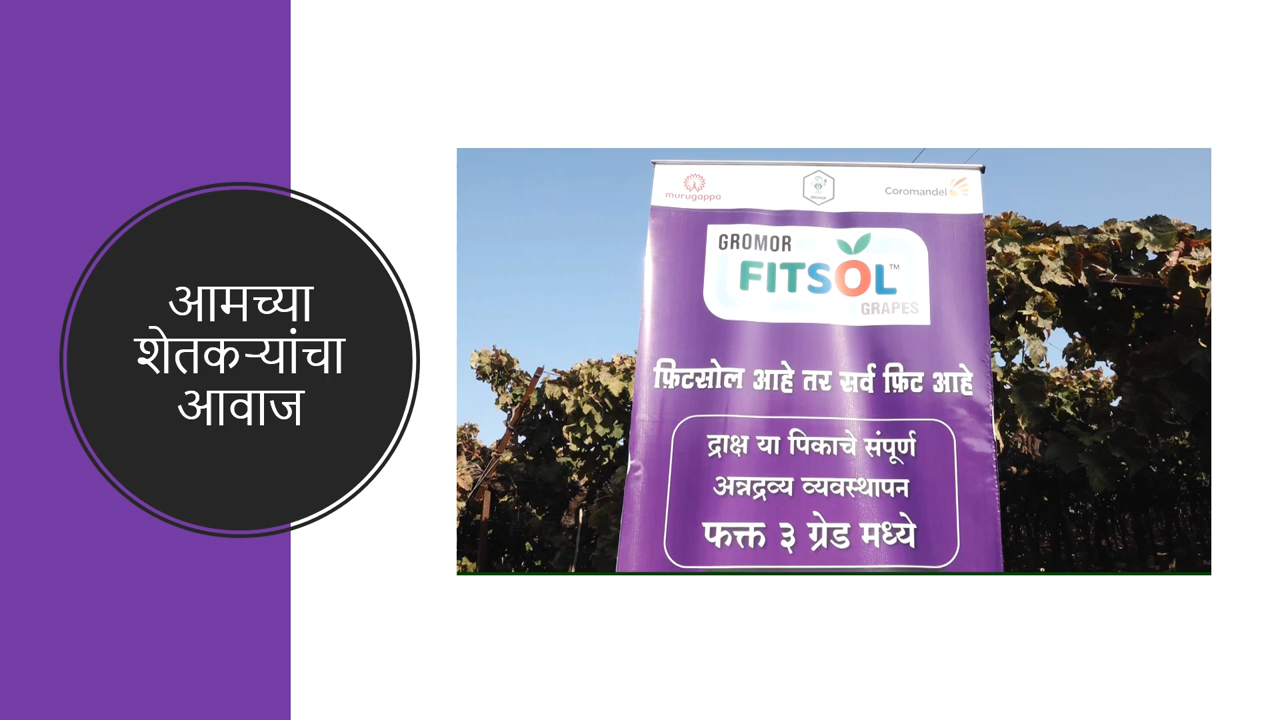 आमच्या
शेतकऱ्यांचा
आवाज
murugappa
Coromandel
GROMOR
FITSOL™
GRAPES
फ़िटसोल आहे तर सर्व फ़िट आहे
द्राक्ष या पिकाचे संपूर्ण
अन्नद्रव्य व्यवस्थापन
फक्त ३ ग्रेड मध्ये